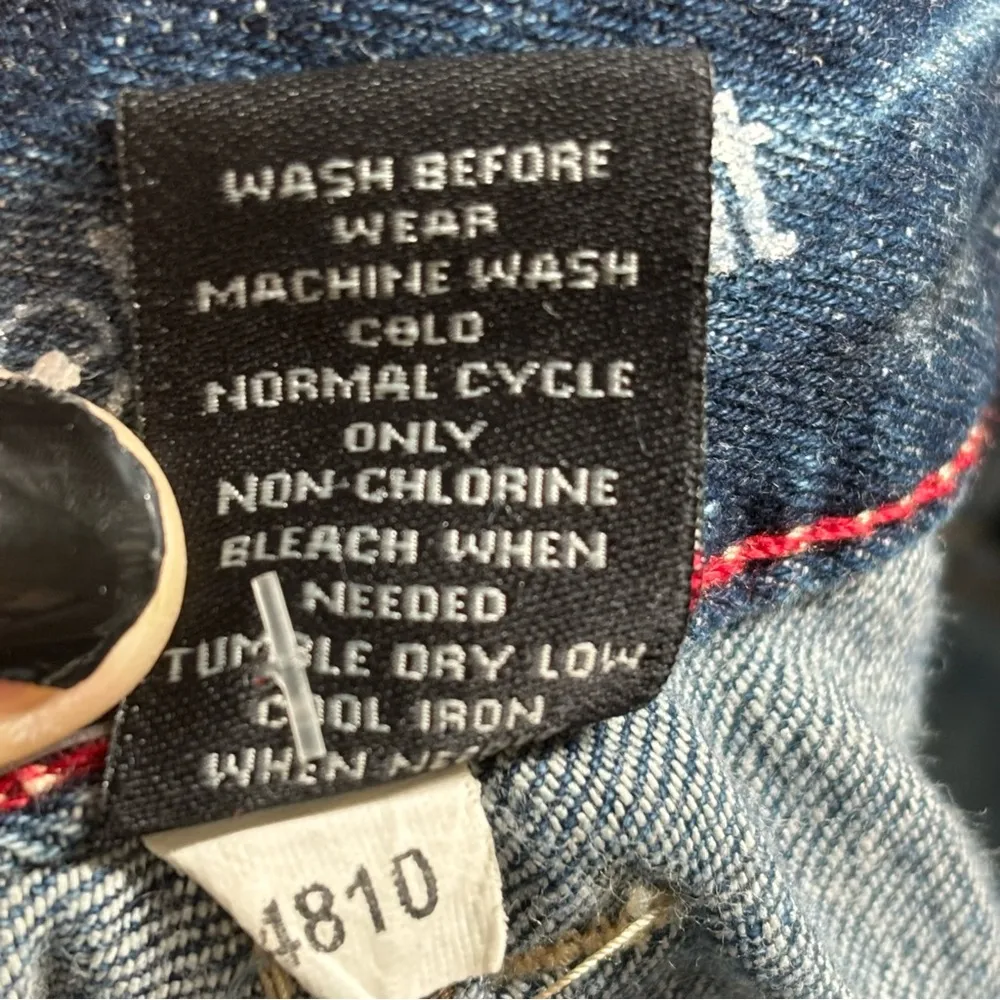 WASH BEFORE
WEAR
MACHINE WASH
COLD
NORMAL CYCLE
ONLY
NON-CHLORINE
BLEACH WHEN
NEEDED
TUMBLE DRY LOW
COOL IRON
WHEN
4810